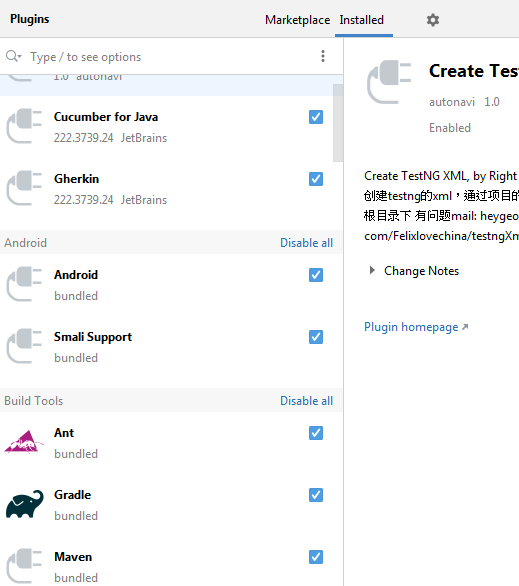 Plugins
Marketplace
Installed
Type / to see options
1.0 autonavi
Cucumber for Java
222.3739.24 JetBrains
Gherkin
222.3739.24 JetBrains
Android
Disable all
Android
bundled
Smali Support
bundled
Build Tools
Disable all
Ant
bundled
Gradle
bundled
Maven
bundled
Create Tes
autonavi 1.0
Enabled
Create TestNG XML, by Right
创建testng的xml，通过项目的
根目录下 有问题mail: heygeo
com/Felixlovechina/testngXm
Change Notes
Plugin homepage